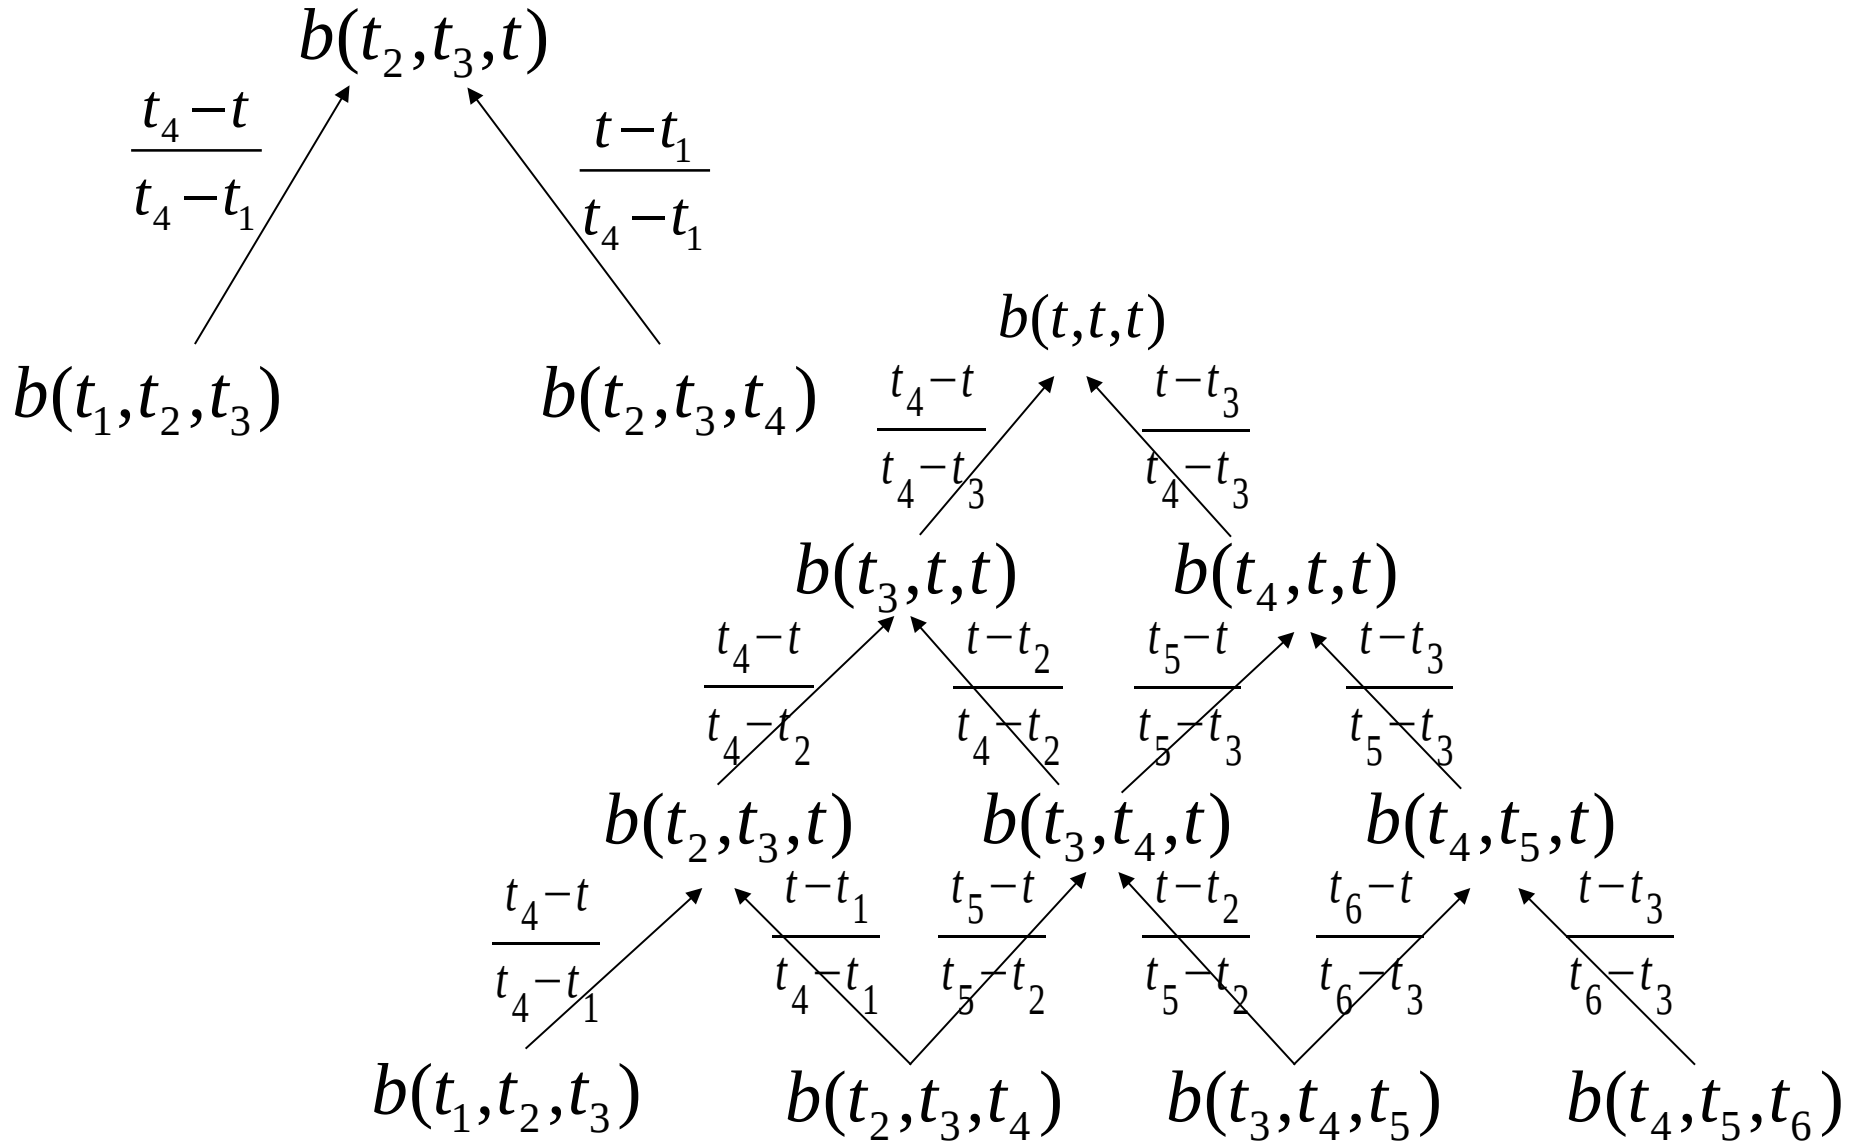 b(t₂,t₃,t)
t₄−t
t₄−t₁
t−t₁
t₄−t₁
b(t₁,t₂,t₃) b(t₂,t₃,t₄)
b(t,t,t)
t₄−t t−t₃
t₄−t₃ t₄−t₃
b(t₃,t,t) b(t₄,t,t)
t₄−t t−t₂ t₅−t t−t₃
t₄−t₂ t₄−t₂ t₅−t₃ t₅−t₃
b(t₂,t₃,t) b(t₃,t₄,t) b(t₄,t₅,t)
t₄−t t−t₁ t₅−t t−t₂ t₆−t t−t₃
t₄−t₁ t₄−t₁ t₅−t₂ t₅−t₂ t₆−t₃ t₆−t₃
b(t₁,t₂,t₃) b(t₂,t₃,t₄) b(t₃,t₄,t₅) b(t₄,t₅,t₆)